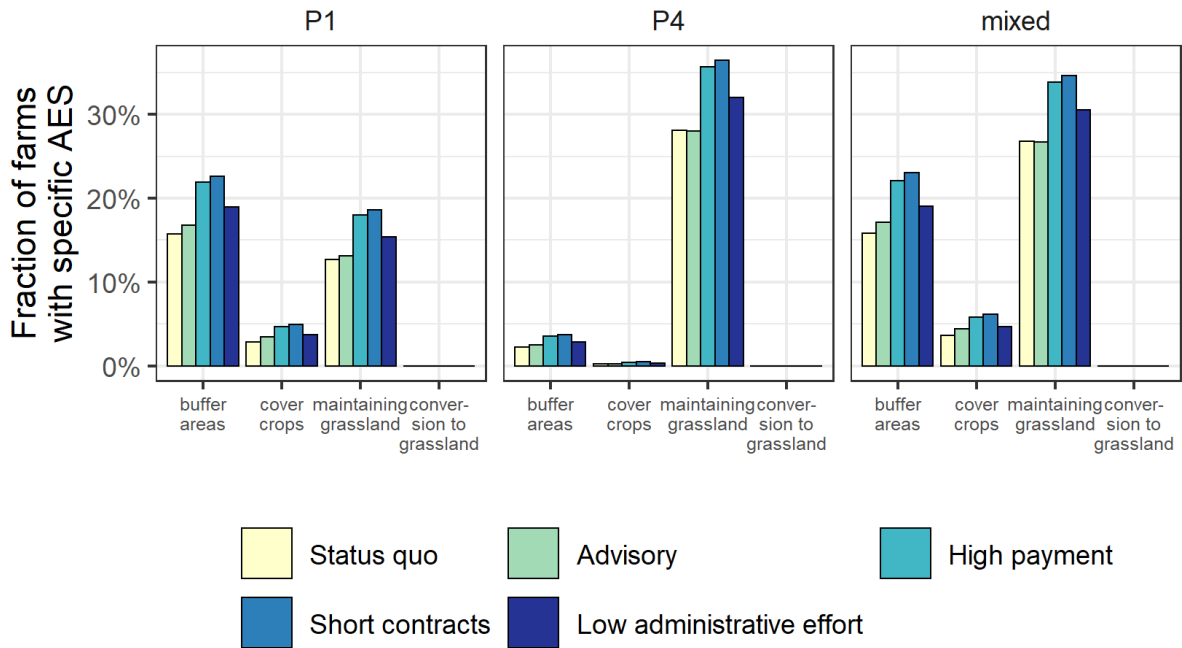 P1 P4 mixed
Fraction of farms
with specific AES
30%
20%
10%
0%
buffer cover maintaining conver- buffer cover maintaining conver- buffer cover maintaining conver-
areas crops grassland sion to areas crops grassland sion to areas crops grassland sion to
grassland grassland grassland
Status quo Advisory High payment
Short contracts Low administrative effort